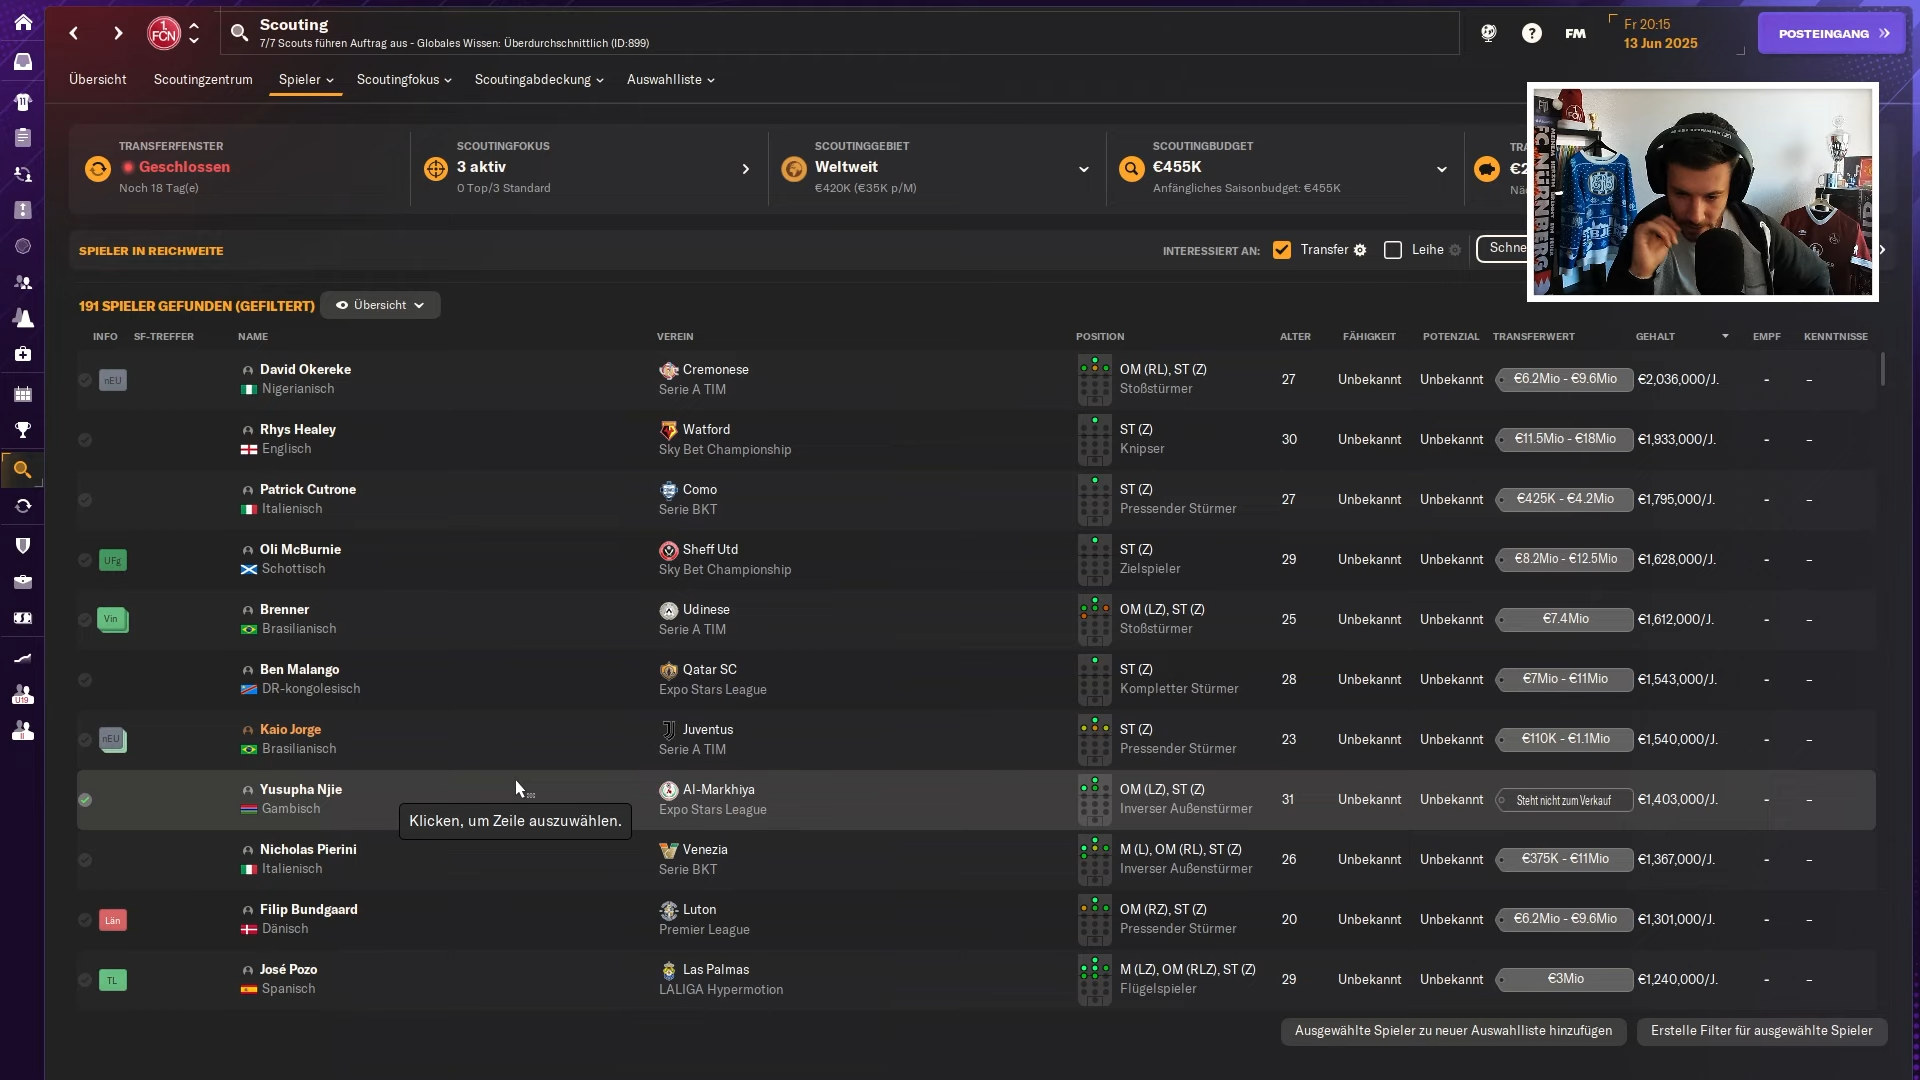 Scouting
7/7 Scouts führen Auftrag aus - Globales Wissen: Überdurchschnittlich (ID:899)
FM
Fr 20:15
13 Jun 2025
POSTEINGANG
Übersicht Scoutingzentrum Spieler Scoutingfokus Scoutingabdeckung Auswahlliste
TRANSFERFENSTER
Geschlossen
Noch 18 Tag(e)
SCOUTINGFOKUS
3 aktiv
0 Top/3 Standard
SCOUTINGGEBIET
Weltweit
€420K (€35K p/M)
SCOUTINGBUDGET
€455K
Anfängliches Saisonbudget: €455K
SPIELER IN REICHWEITE
INTERESSIERT AN: Transfer Leihe
191 SPIELER GEFUNDEN (GEFILTERT) Übersicht
INFO SF-TREFFER NAME VEREIN POSITION ALTER FÄHIGKEIT POTENZIAL TRANSFERWERT GEHALT EMPF KENNTNISSE
nEU David Okereke Cremonese OM (RL), ST (Z) 27 Unbekannt Unbekannt €6.2Mio - €9.6Mio €2,036,000/J. - -
Nigerianisch Serie A TIM Stoßstürmer
Rhys Healey Watford ST (Z) 30 Unbekannt Unbekannt €11.5Mio - €18Mio €1,933,000/J. - -
Englisch Sky Bet Championship Knipser
Patrick Cutrone Como ST (Z) 27 Unbekannt Unbekannt €425K - €4.2Mio €1,795,000/J. - -
Italienisch Serie BKT Pressender Stürmer
UFg Oli McBurnie Sheff Utd ST (Z) 29 Unbekannt Unbekannt €8.2Mio - €12.5Mio €1,628,000/J. - -
Schottisch Sky Bet Championship Zielspieler
Vin Brenner Udinese OM (LZ), ST (Z) 25 Unbekannt Unbekannt €7.4Mio €1,612,000/J. - -
Brasilianisch Serie A TIM Stoßstürmer
Ben Malango Qatar SC ST (Z) 28 Unbekannt Unbekannt €7Mio - €11Mio €1,543,000/J. - -
DR-kongolesisch Expo Stars League Kompletter Stürmer
nEU Kaio Jorge Juventus ST (Z) 23 Unbekannt Unbekannt €110K - €1.1Mio €1,540,000/J. - -
Brasilianisch Serie A TIM Pressender Stürmer
Yusupha Njie Al-Markhiya OM (LZ), ST (Z) 31 Unbekannt Unbekannt Steht nicht zum Verkauf €1,403,000/J. - -
Gambisch Expo Stars League Inverser Außenstürmer
Klicken, um Zeile auszuwählen.
Nicholas Pierini Venezia M (L), OM (RL), ST (Z) 26 Unbekannt Unbekannt €375K - €11Mio €1,367,000/J. - -
Italienisch Serie BKT Inverser Außenstürmer
Län Filip Bundgaard Luton OM (RZ), ST (Z) 20 Unbekannt Unbekannt €6.2Mio - €9.6Mio €1,301,000/J. - -
Dänisch Premier League Pressender Stürmer
TL José Pozo Las Palmas M (LZ), OM (RLZ), ST (Z) 29 Unbekannt Unbekannt €3Mio €1,240,000/J. - -
Spanisch LALIGA Hypermotion Flügelspieler
Ausgewählte Spieler zu neuer Auswahlliste hinzufügen Erstelle Filter für ausgewählte Spieler
U19
II
FC NÜRNBERG
1. FCN